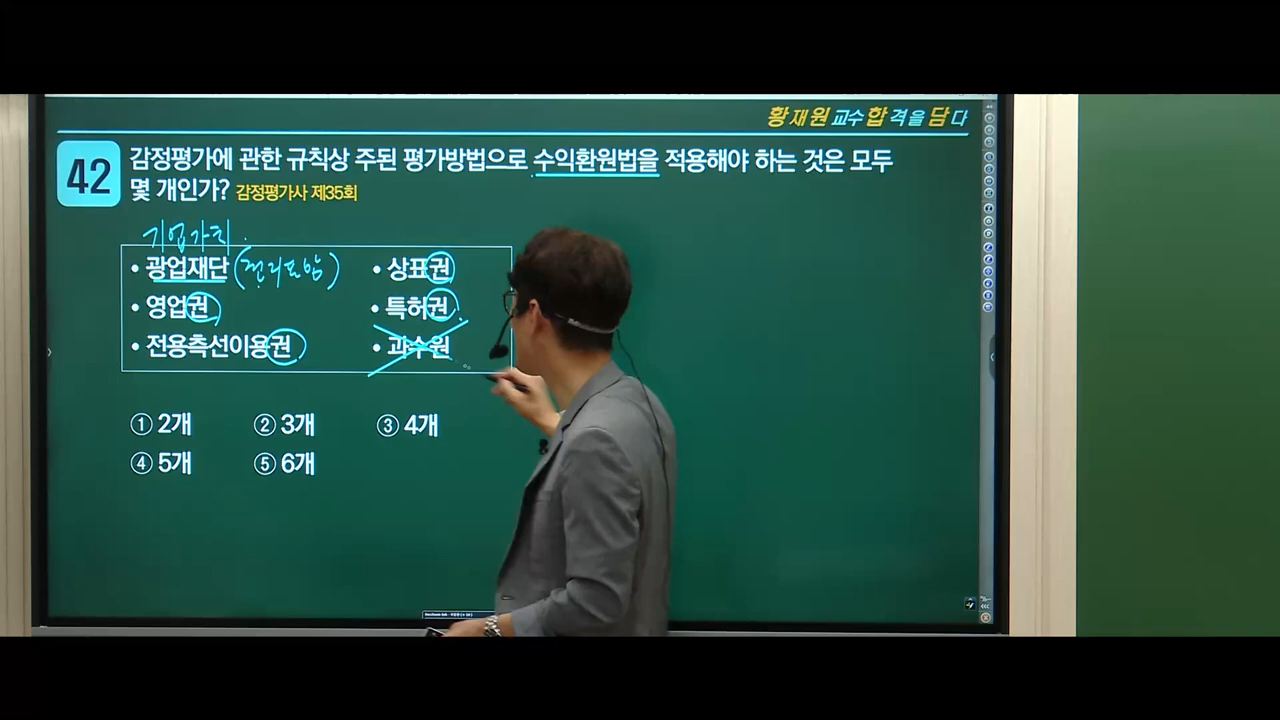 황재원 교수 합격을 담다
42 감정평가에 관한 규칙상 주된 평가방법으로 수익환원법을 적용해야 하는 것은 모두
몇 개인가? 감정평가사 제35회
기업가치
• 광업재단 • 상표권
• 영업권 • 특허권
• 전용측선이용권 • 과수원
① 2개 ② 3개 ③ 4개
④ 5개 ⑤ 6개